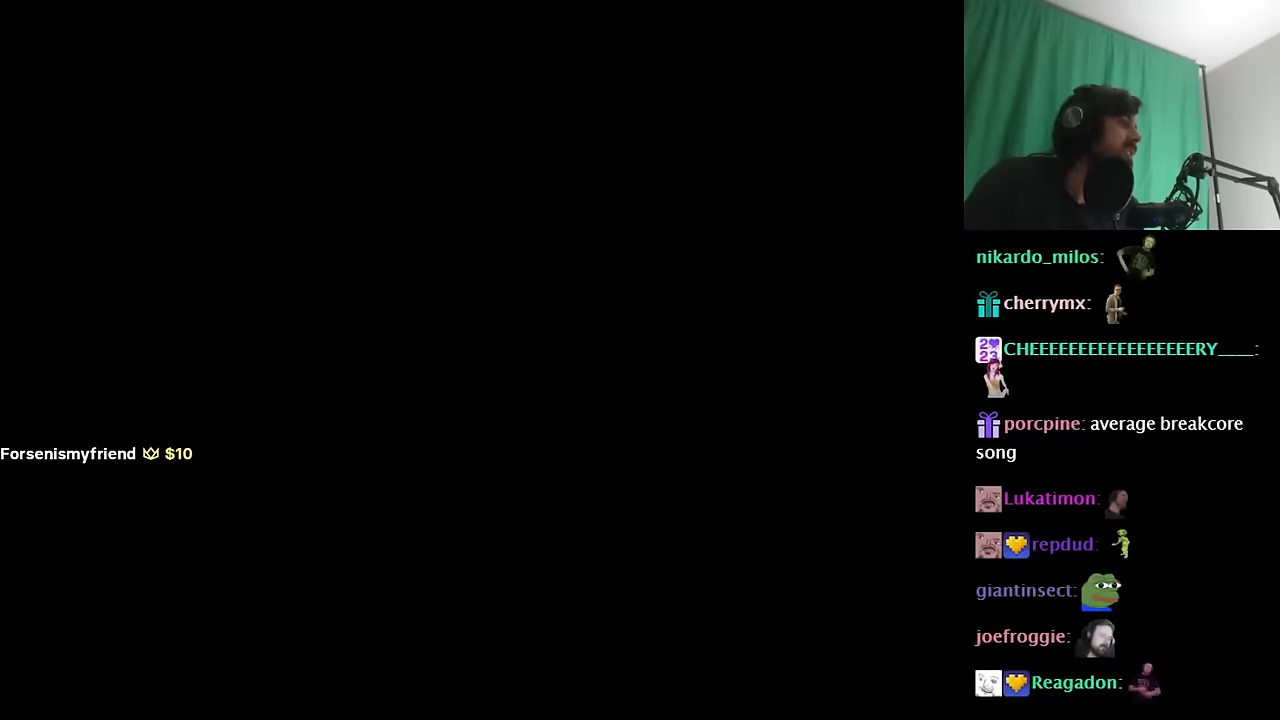 nikardo_milos:
cherrymx:
CHEEEEEEEEEEEEEEEEERY____:
porcpine: average breakcore
song
Forsenismyfriend $10
Lukatimon:
repdud:
giantinsect:
joefroggie:
Reagadon: